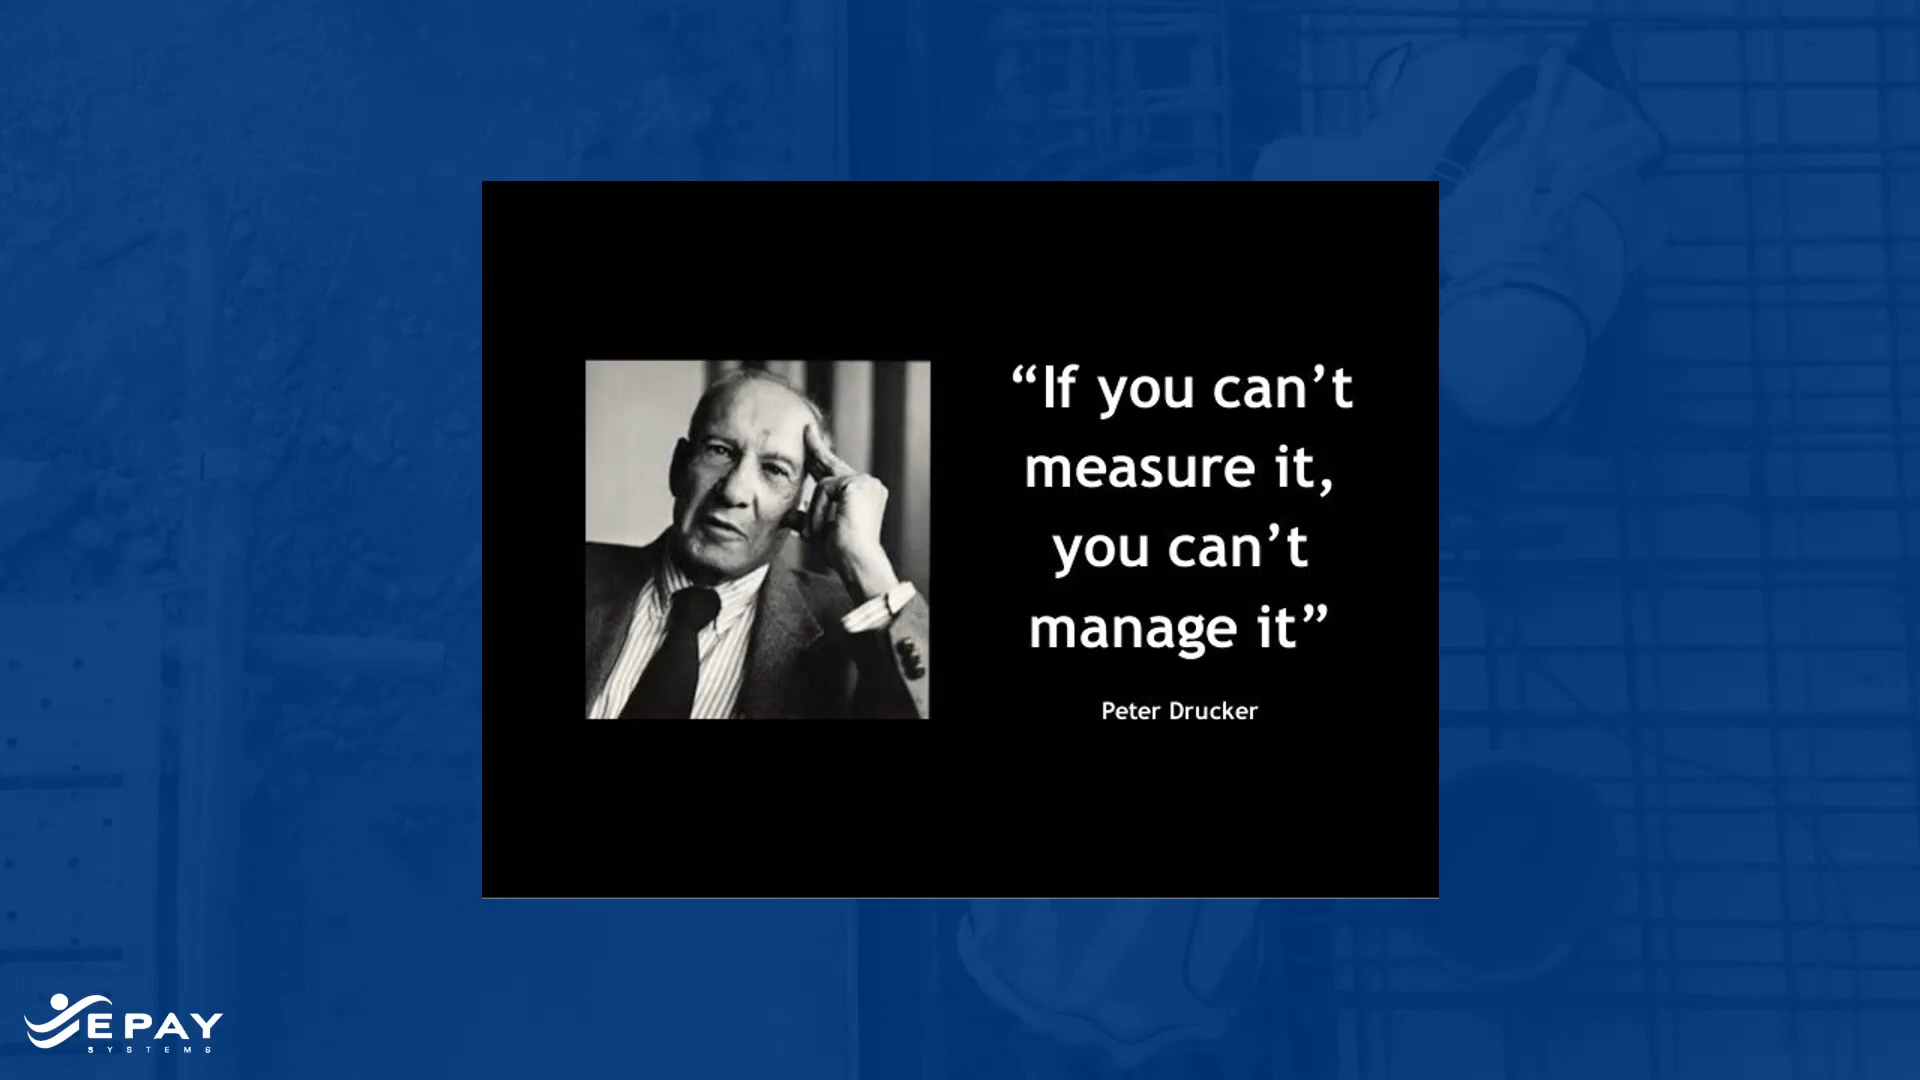 “If you can’t
measure it,
you can’t
manage it”
Peter Drucker
EPAY
SYSTEMS